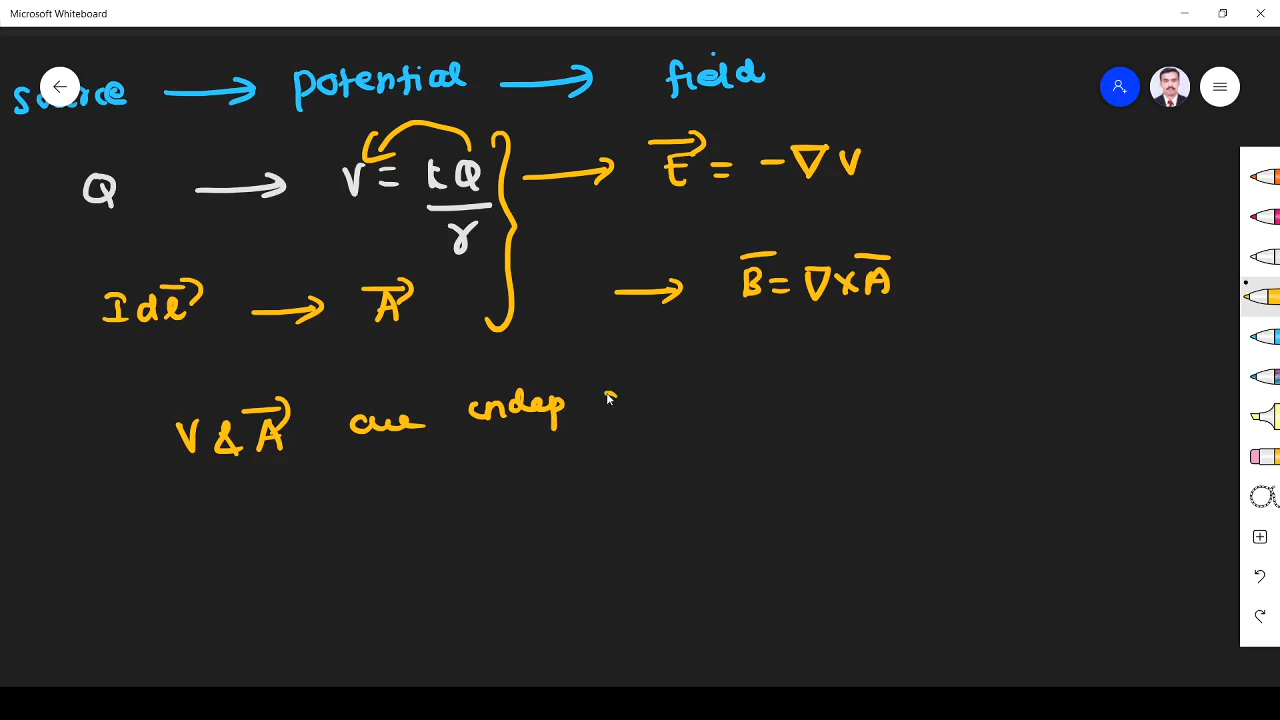 Microsoft Whiteboard
source → potential → field
Q → V = kQ/r → E⃗ = -∇V
Idl⃗ → A⃗ → B̅ = ∇×A̅
V & A⃗ are indep